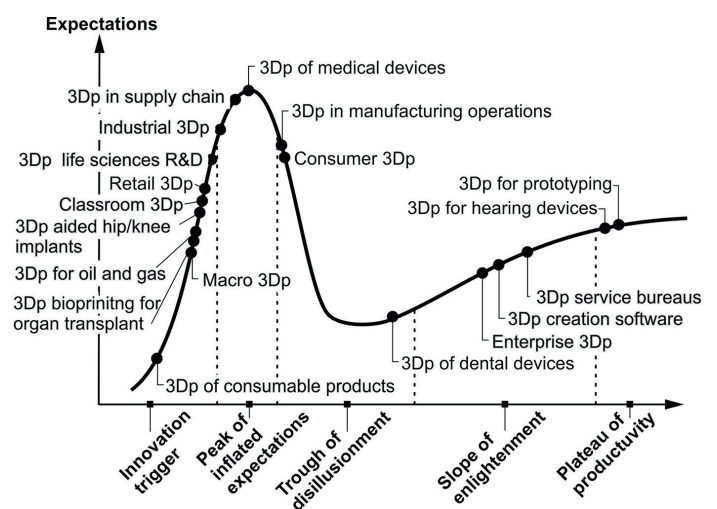 Expectations
3Dp of medical devices
3Dp in supply chain
3Dp in manufacturing operations
Industrial 3Dp
3Dp life sciences R&D
Consumer 3Dp
Retail 3Dp
3Dp for prototyping
Classroom 3Dp
3Dp for hearing devices
3Dp aided hip/knee
implants
3Dp for oil and gas
Macro 3Dp
3Dp bioprinitng for
organ transplant
3Dp service bureaus
3Dp creation software
Enterprise 3Dp
3Dp of dental devices
3Dp of consumable products
Innovation
trigger
Peak of
inflated
expectations
Trough of
disillusionment
Slope of
enlightenment
Plateau of
productuvity